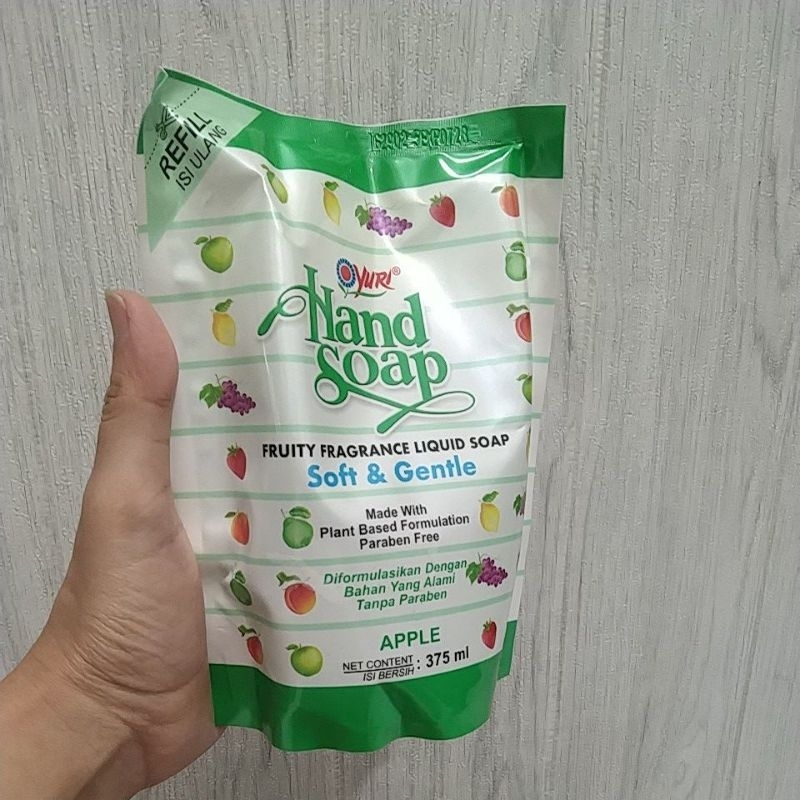 REFILL
ISI ULANG
YURI®
Hand
Soap
FRUITY FRAGRANCE LIQUID SOAP
Soft & Gentle
Made With
Plant Based Formulation
Paraben Free
Diformulasikan Dengan
Bahan Yang Alami
Tanpa Paraben
APPLE
NET CONTENT
ISI BERSIH : 375 ml